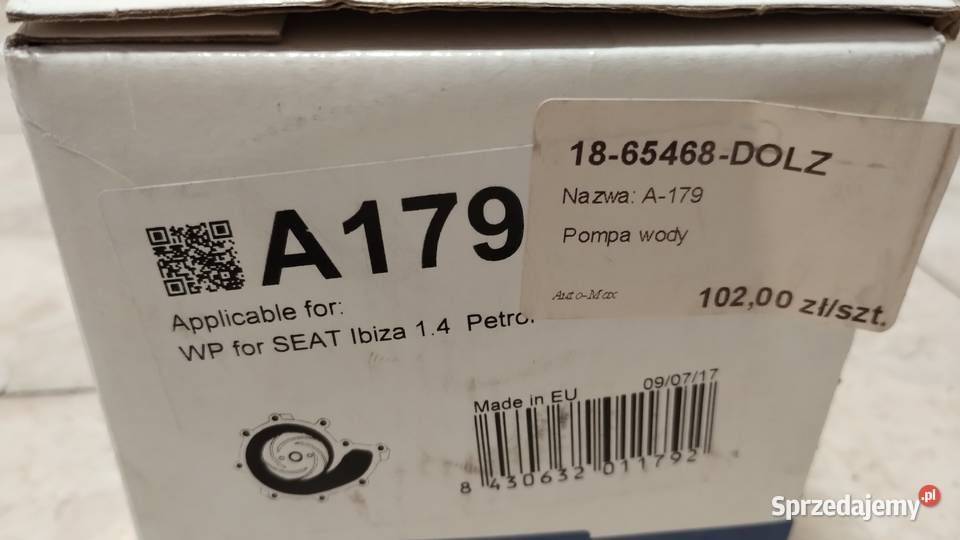 18-65468-DOLZ
Nazwa: A-179
Pompa wody
Auto-Max 102,00 zł/szt.
A179
Applicable for:
WP for SEAT Ibiza 1.4 Petrol
Made in EU 09/07/17
8 430632 011792
Sprzedajemy.pl